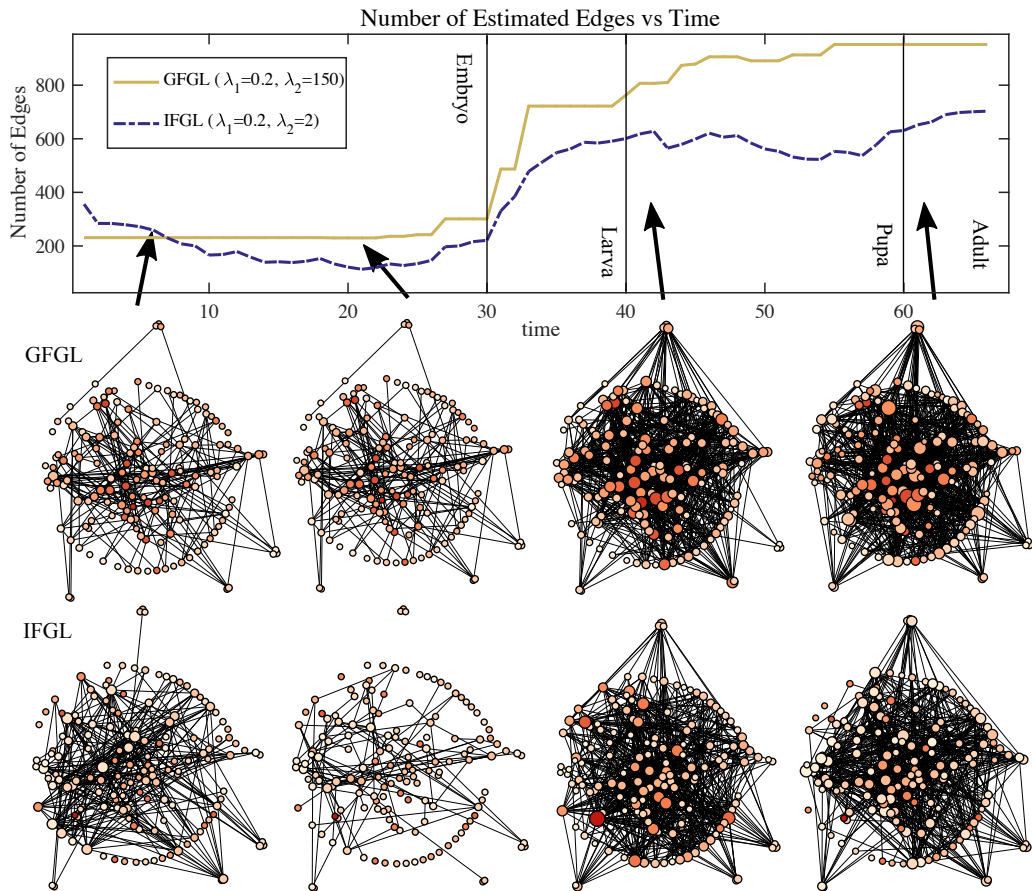 Number of Estimated Edges vs Time
Number of Edges
800
600
400
200
GFGL ( λ1=0.2, λ2=150)
IFGL ( λ1=0.2, λ2=2)
Embryo
Larva
Pupa
Adult
10
20
30
40
50
60
time
GFGL
IFGL